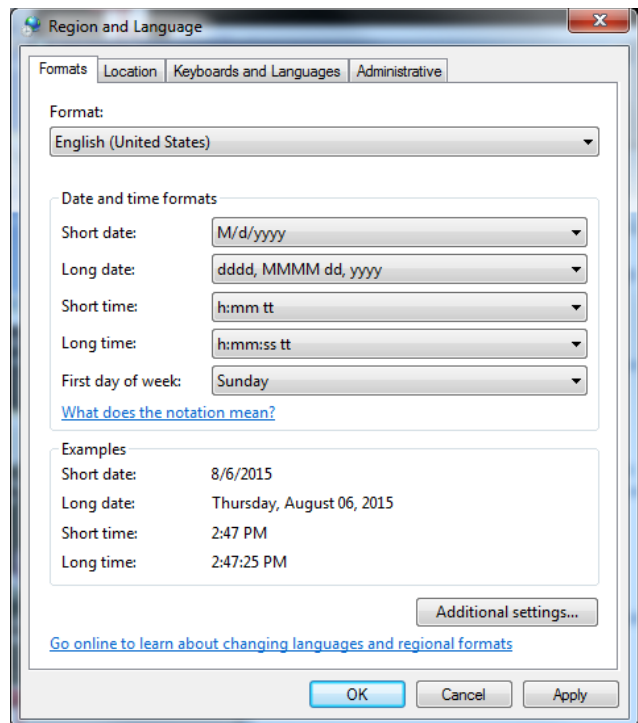 Region and Language
Formats Location Keyboards and Languages Administrative
Format:
English (United States)
Date and time formats
Short date: M/d/yyyy
Long date: dddd, MMMM dd, yyyy
Short time: h:mm tt
Long time: h:mm:ss tt
First day of week: Sunday
What does the notation mean?
Examples
Short date: 8/6/2015
Long date: Thursday, August 06, 2015
Short time: 2:47 PM
Long time: 2:47:25 PM
Additional settings...
Go online to learn about changing languages and regional formats
OK Cancel Apply